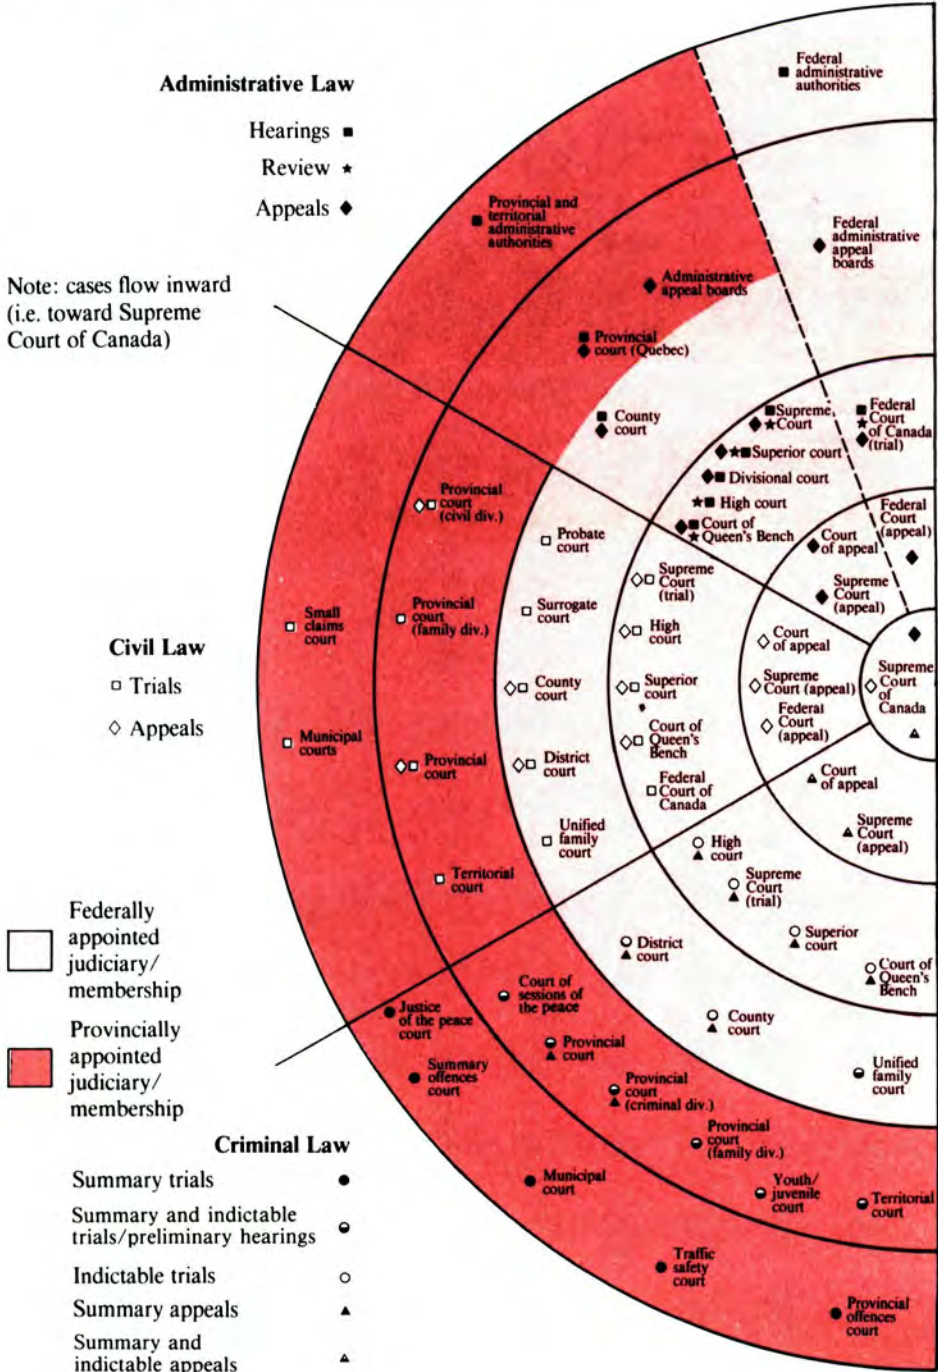 Administrative Law
Hearings
Review
Appeals
Note: cases flow inward
(i.e. toward Supreme
Court of Canada)
Civil Law
Trials
Appeals
Federally
appointed
judiciary/
membership
Provincially
appointed
judiciary/
membership
Criminal Law
Summary trials
Summary and indictable
trials/preliminary hearings
Indictable trials
Summary appeals
Summary and
indictable appeals
Federal
administrative
authorities
Provincial and
territorial
administrative
authorities
Federal
administrative
appeal
boards
Administrative
appeal boards
Provincial
court (Quebec)
County
court
Supreme
Court
Superior court
Divisional court
High court
Court of
Queen's Bench
Federal
Court
of Canada
(trial)
Federal
Court
(appeal)
Court
of appeal
Supreme
Court
(appeal)
Supreme
Court
of
Canada
Small
claims
court
Municipal
courts
Provincial
court
(civil div.)
Provincial
court
(family div.)
Provincial
court
Territorial
court
Probate
court
Surrogate
court
County
court
District
court
Unified
family
court
Supreme
Court
(trial)
High
court
Superior
court
Court of
Queen's
Bench
Federal
Court of
Canada
Court
of appeal
Supreme
Court (appeal)
Federal
Court
(appeal)
Court
of appeal
Supreme
Court
(appeal)
High
court
Supreme
Court
(trial)
Superior
court
Court of
Queen's
Bench
District
court
County
court
Unified
family
court
Court of
sessions of
the peace
Provincial
court
Provincial
court
(criminal div.)
Provincial
court
(family div.)
Youth/
juvenile
court
Territorial
court
Justice
of the peace
court
Summary
offences
court
Municipal
court
Traffic
safety
court
Provincial
offences
court